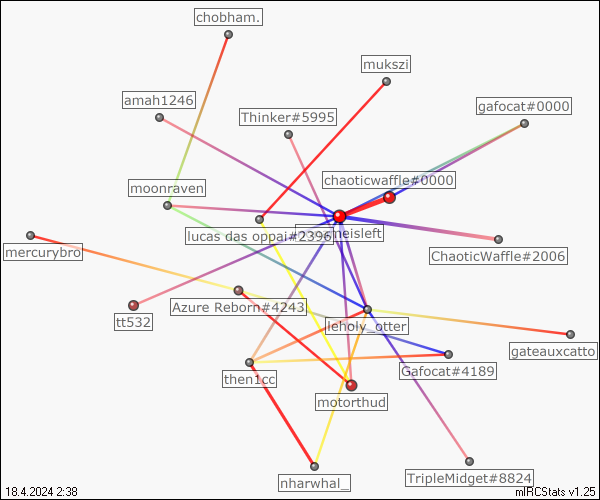 chobham.
mukszi
amah1246
gafocat#0000
Thinker#5995
chaoticwaffle#0000
moonraven
lucas das oppai#2396
meisleft
mercurybro
ChaoticWaffle#2006
Azure Reborn#4243
tt532
leholy_otter
gateauxcatto
Gafocat#4189
then1cc
motorthud
TripleMidget#8824
nharwhal_
18.4.2024 2:38
mIRCStats v1.25